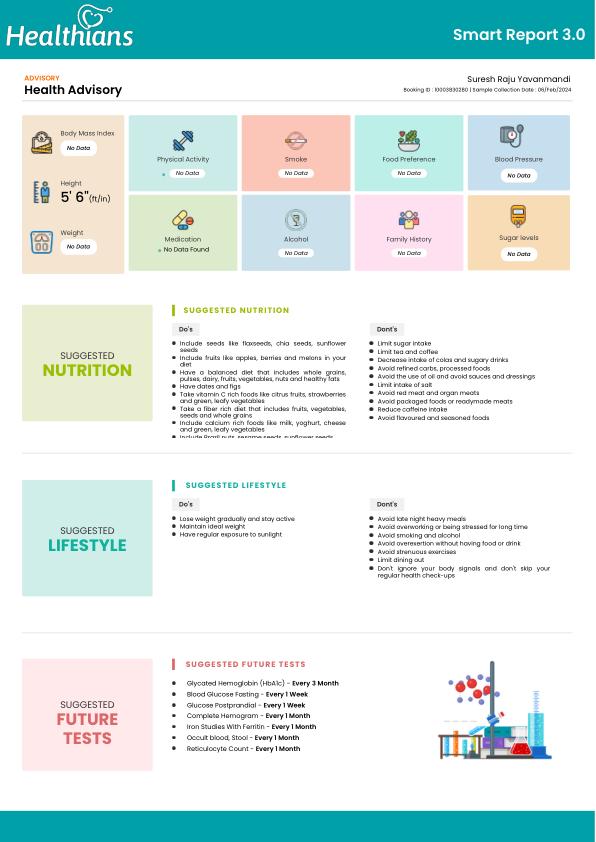 Healthians
Smart Report 3.0
ADVISORY
Health Advisory
Suresh Raju Yavanmandi
Booking ID : 10003830280 | Sample Collection Date : 06/Feb/2024
Body Mass Index
No Data
Height
5' 6"(ft/in)
Weight
No Data
Physical Activity
No Data
Smoke
No Data
Food Preference
No Data
Blood Pressure
No Data
Medication
No Data Found
Alcohol
No Data
Family History
No Data
Sugar levels
No Data
SUGGESTED
NUTRITION
SUGGESTED NUTRITION
Do's
Include seeds like flaxseeds, chia seeds, sunflower
seeds
Include fruits like apples, berries and melons in your
diet
Have a balanced diet that includes whole grains,
pulses, dairy, fruits, vegetables, nuts and healthy fats
Have dates and figs
Take vitamin C rich foods like citrus fruits, strawberries
and green, leafy vegetables
Take a fiber rich diet that includes fruits, vegetables,
seeds and whole grains
Include calcium rich foods like milk, yoghurt, cheese
and green, leafy vegetables
Include Brazil nuts, sesame seeds, sunflower seeds
Dont's
Limit sugar intake
Limit tea and coffee
Decrease intake of colas and sugary drinks
Avoid refined carbs, processed foods
Avoid the use of oil and avoid sauces and dressings
Limit intake of salt
Avoid red meat and organ meats
Avoid packaged foods or readymade meats
Reduce caffeine intake
Avoid flavoured and seasoned foods
SUGGESTED
LIFESTYLE
SUGGESTED LIFESTYLE
Do's
Lose weight gradually and stay active
Maintain ideal weight
Have regular exposure to sunlight
Dont's
Avoid late night heavy meals
Avoid overworking or being stressed for long time
Avoid smoking and alcohol
Avoid overexertion without having food or drink
Avoid strenuous exercises
Limit dining out
Don't ignore your body signals and don't skip your
regular health check-ups
SUGGESTED
FUTURE
TESTS
SUGGESTED FUTURE TESTS
Glycated Hemoglobin (HbA1c) - Every 3 Month
Blood Glucose Fasting - Every 1 Week
Glucose Postprandial - Every 1 Week
Complete Hemogram - Every 1 Month
Iron Studies With Ferritin - Every 1 Month
Occult blood, Stool - Every 1 Month
Reticulocyte Count - Every 1 Month